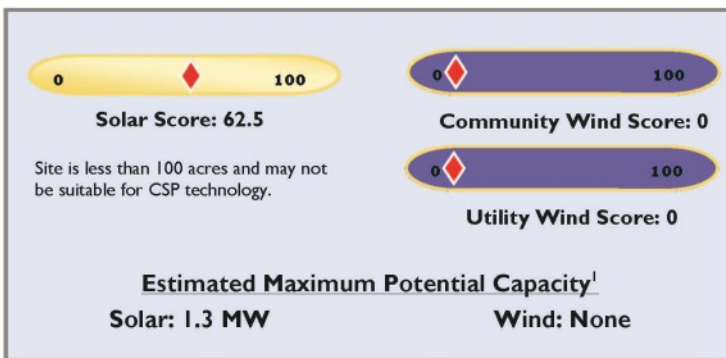 0 100
Solar Score: 62.5
Site is less than 100 acres and may not
be suitable for CSP technology.
0 100
Community Wind Score: 0
0 100
Utility Wind Score: 0
Estimated Maximum Potential Capacity¹
Solar: 1.3 MW Wind: None